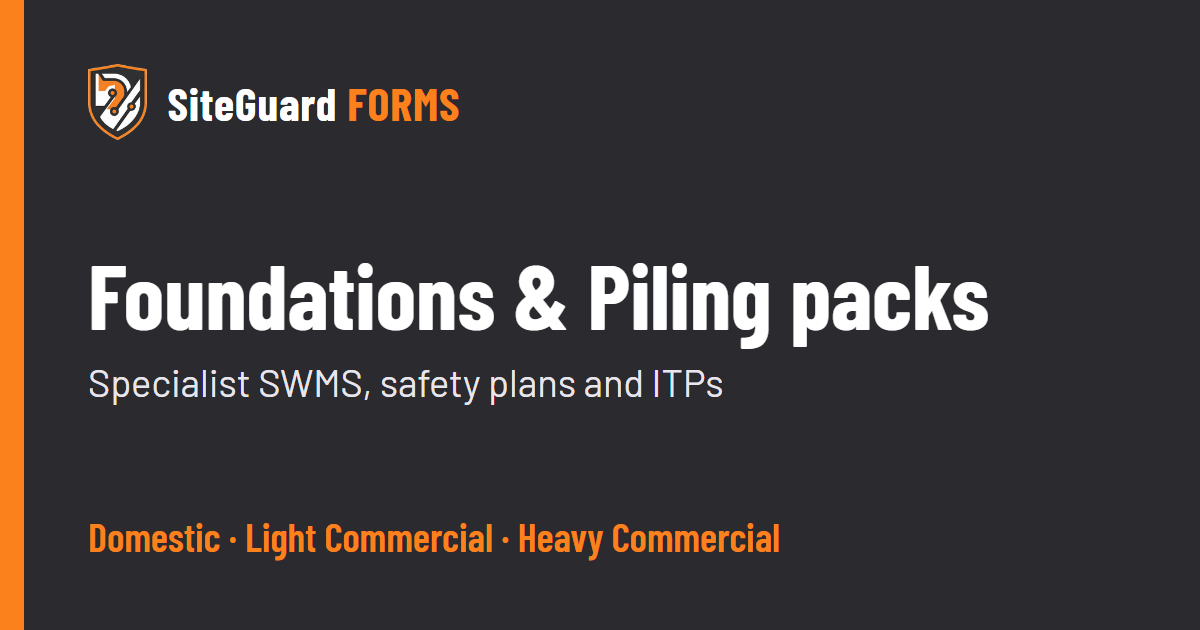 SiteGuard FORMS
Foundations & Piling packs
Specialist SWMS, safety plans and ITPs
Domestic · Light Commercial · Heavy Commercial